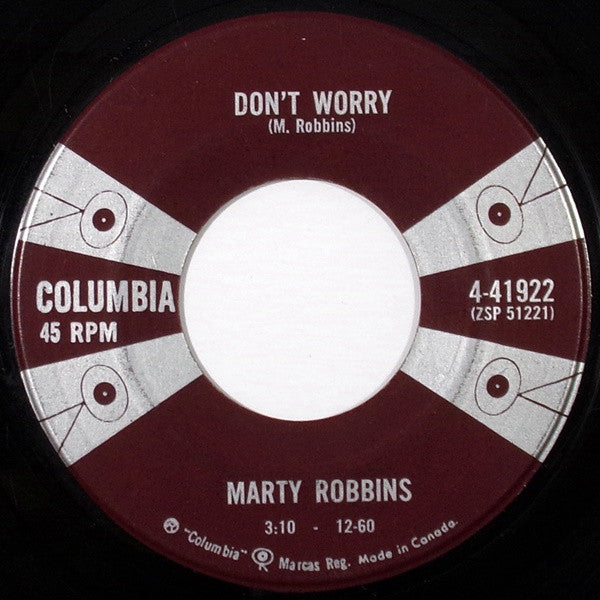 DON'T WORRY
(M. Robbins)
COLUMBIA
45 RPM
4-41922
(ZSP 51221)
MARTY ROBBINS
3:10 - 12-60
"Columbia" Marcas Reg. Made in Canada.